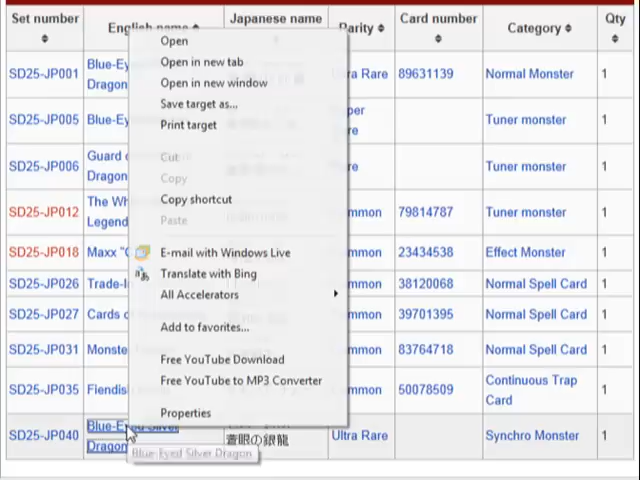 Set number English name Japanese name Rarity Card number Category Qty
SD25-JP001 Blue-Ey Dragon Ultra Rare 89631139 Normal Monster 1
SD25-JP005 Blue-Ey per re Tuner monster 1
SD25-JP006 Guard Dragon re Tuner monster 1
SD25-JP012 The Wh Legend mmon 79814787 Tuner monster 1
SD25-JP018 Maxx "C mmon 23434538 Effect Monster 1
SD25-JP026 Trade-I mmon 38120068 Normal Spell Card 1
SD25-JP027 Cards mmon 39701395 Normal Spell Card 1
SD25-JP031 Monste mmon 83764718 Normal Spell Card 1
SD25-JP035 Fiendis mmon 50078509 Continuous Trap Card 1
SD25-JP040 Blue-Eyed Silver Dragon 蒼眼の銀龍 Ultra Rare Synchro Monster 1
Open
Open in new tab
Open in new window
Save target as...
Print target
Cut
Copy
Copy shortcut
Paste
E-mail with Windows Live
Translate with Bing
All Accelerators
Add to favorites...
Free YouTube Download
Free YouTube to MP3 Converter
Properties
Blue-Eyed Silver Dragon